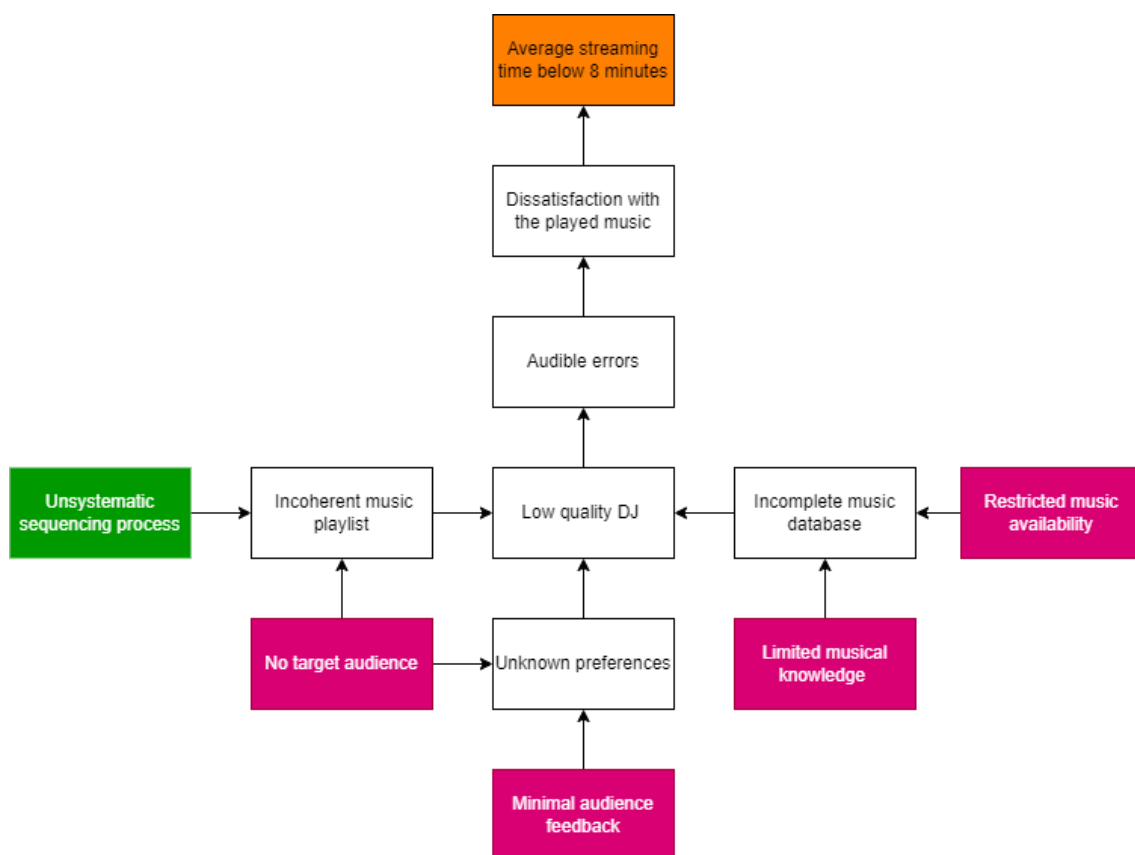 Average streaming
time below 8 minutes
Dissatisfaction with
the played music
Audible errors
Unsystematic
sequencing process
Incoherent music
playlist
Low quality DJ
Incomplete music
database
Restricted music
availability
No target audience
Unknown preferences
Limited musical
knowledge
Minimal audience
feedback